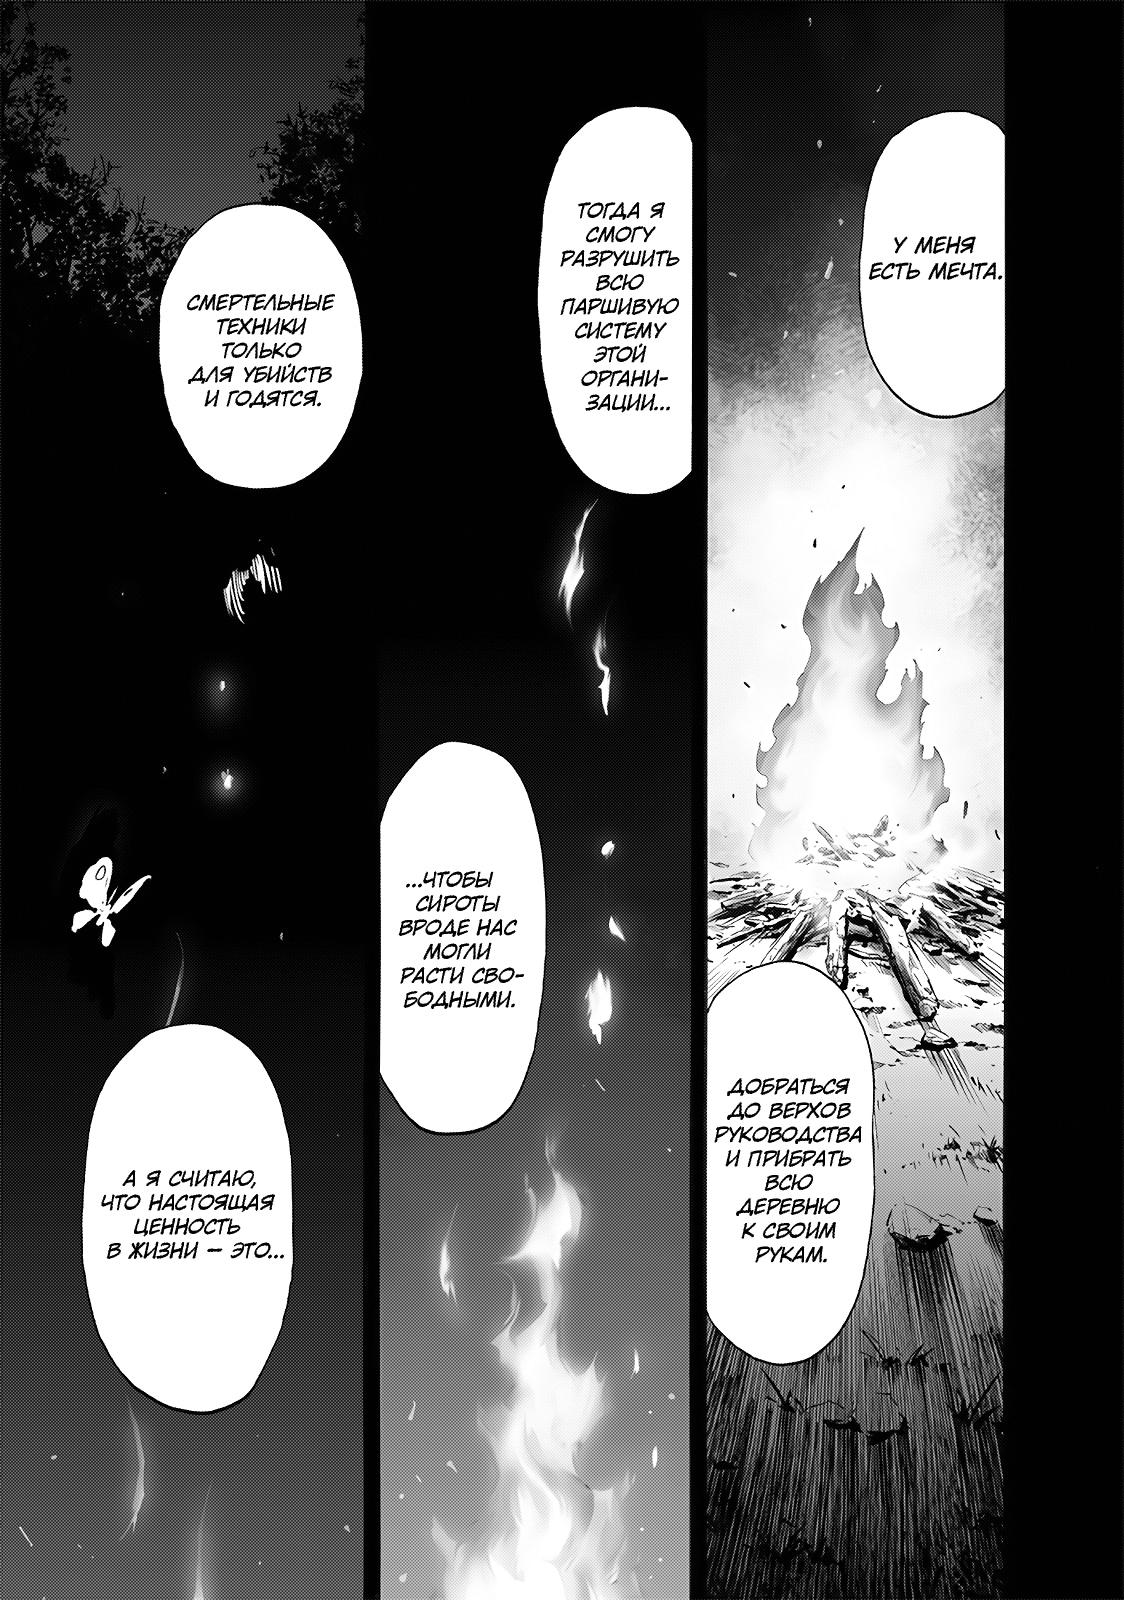 У МЕНЯ
ЕСТЬ МЕЧТА.
ДОБРАТЬСЯ
ДО ВЕРХОВ
РУКОВОДСТВА
И ПРИБРАТЬ
ВСЮ
ДЕРЕВНЮ
К СВОИМ
РУКАМ.
ТОГДА Я
СМОГУ
РАЗРУШИТЬ
ВСЮ
ПАРШИВУЮ
СИСТЕМУ
ЭТОЙ
ОРГАНИ-
ЗАЦИИ...
...ЧТОБЫ
СИРОТЫ
ВРОДЕ НАС
МОГЛИ
РАСТИ СВО-
БОДНЫМИ.
СМЕРТЕЛЬНЫЕ
ТЕХНИКИ
ТОЛЬКО
ДЛЯ УБИЙСТВ
И ГОДЯТСЯ.
А Я СЧИТАЮ,
ЧТО НАСТОЯЩАЯ
ЦЕННОСТЬ
В ЖИЗНИ – ЭТО...